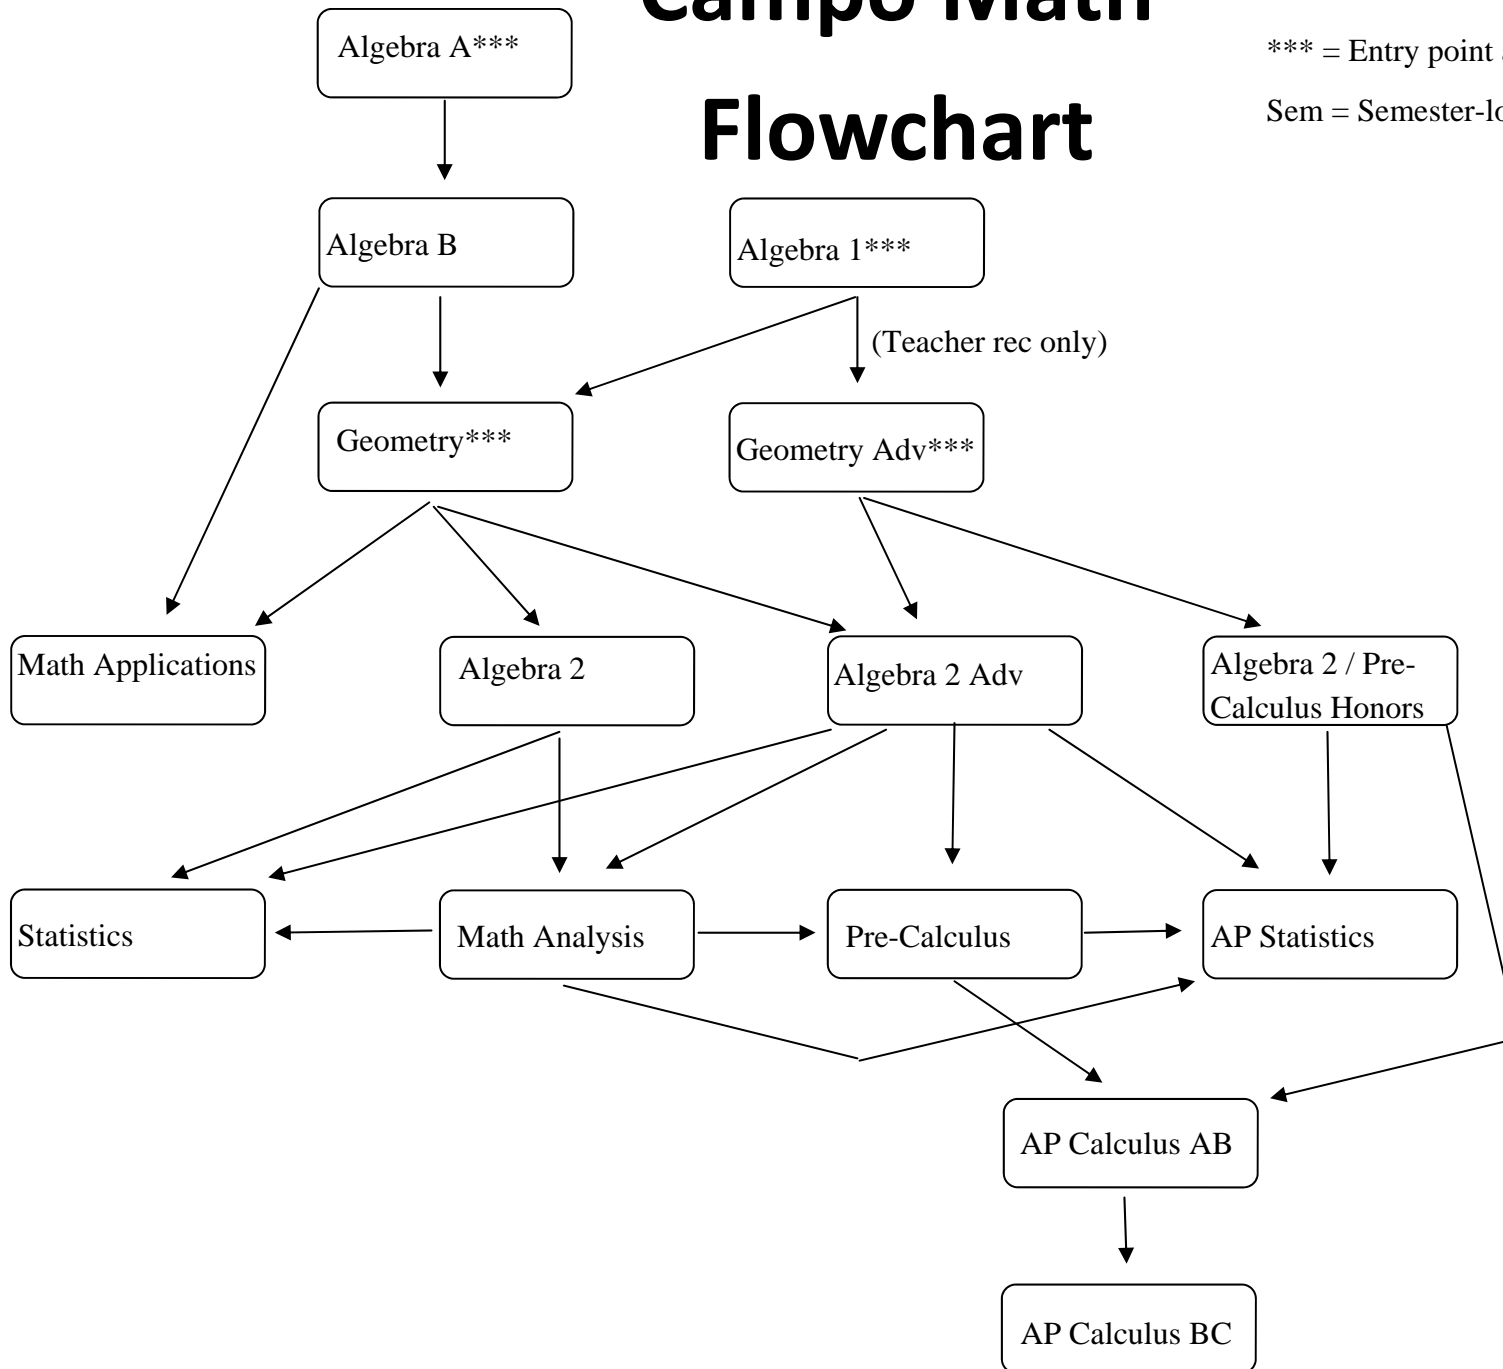 Campo Math
Flowchart
*** = Entry point
Sem =
Algebra A***
Algebra B
Algebra 1***
(Teacher rec only)
Geometry***
Geometry Adv***
Math Applications
Algebra 2
Algebra 2 Adv
Algebra 2 / Pre-
Calculus Honors
Statistics
Math Analysis
Pre-Calculus
AP Statistics
AP Calculus AB
AP Calculus BC